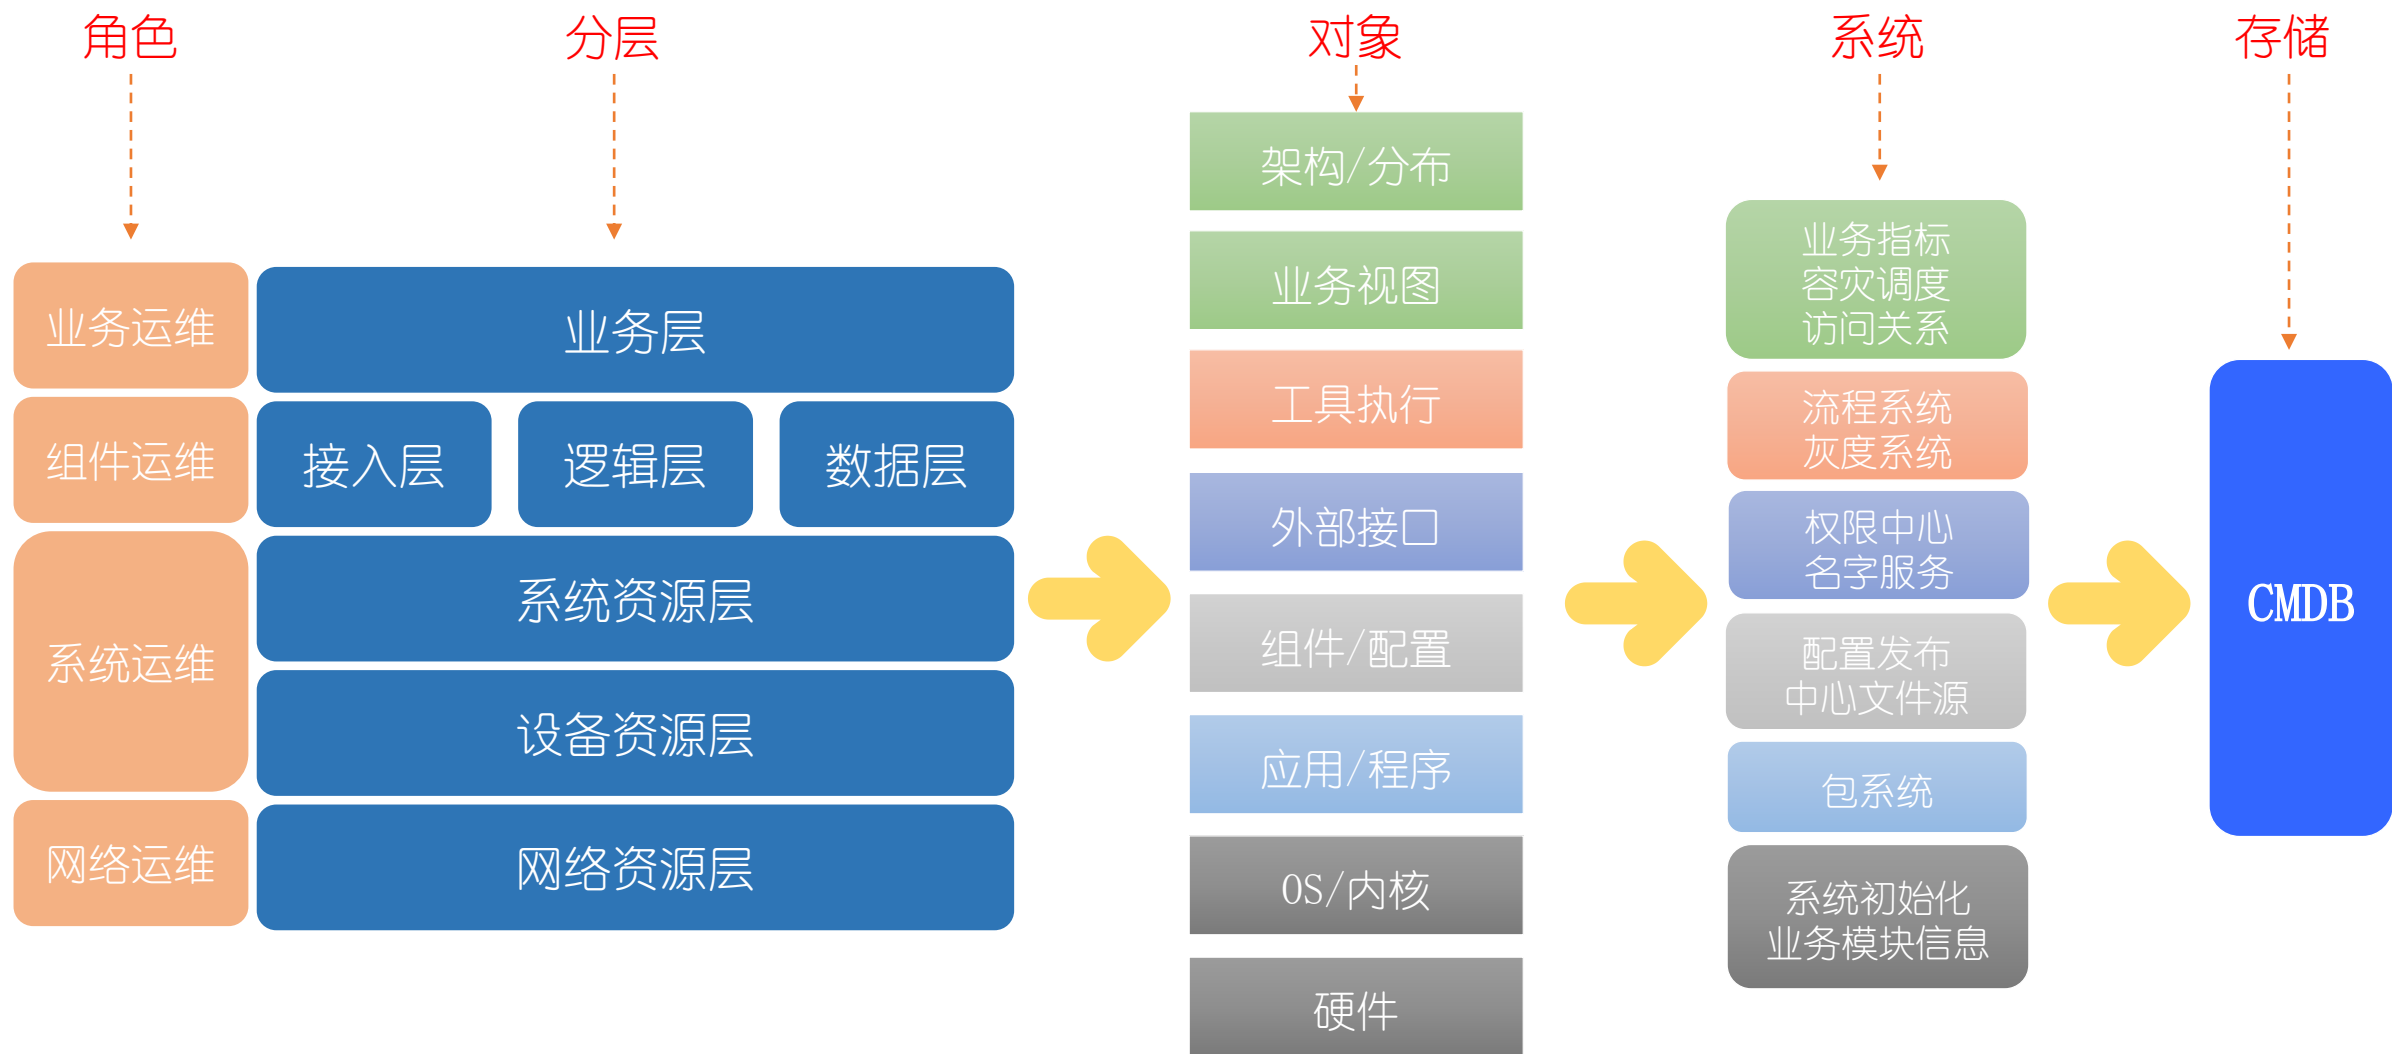 角色
分层
对象
系统
存储
业务运维
组件运维
系统运维
网络运维
业务层
接入层
逻辑层
数据层
系统资源层
设备资源层
网络资源层
架构/分布
业务视图
工具执行
外部接口
组件/配置
应用/程序
OS/内核
硬件
业务指标
容灾调度
访问关系
流程系统
灰度系统
权限中心
名字服务
配置发布
中心文件源
包系统
系统初始化
业务模块信息
CMDB